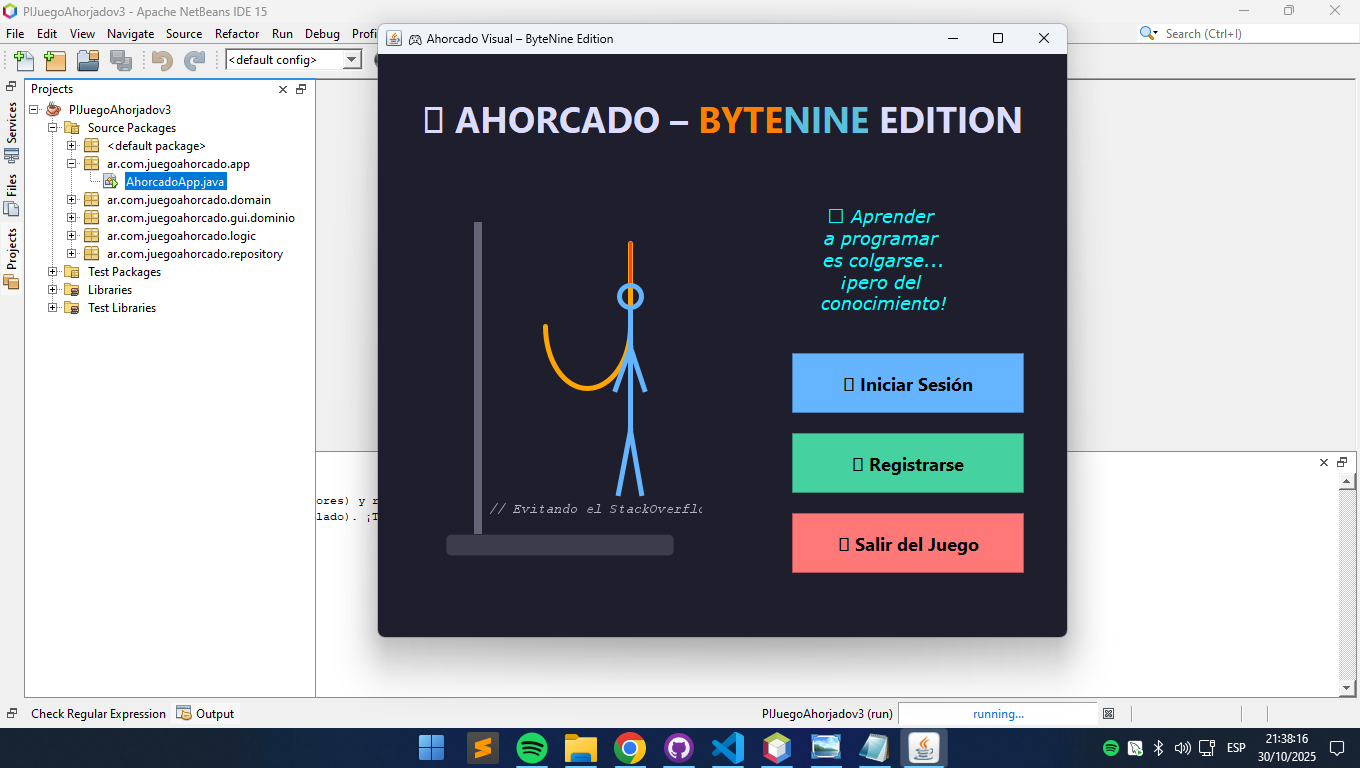 PIJuegoAhorjadov3 - Apache NetBeans IDE 15
File Edit View Navigate Source Refactor Run Debug Profi
Search (Ctrl+I)
<default config>
Ahorcado Visual – ByteNine Edition
AHORCADO – BYTENINE EDITION
Services
Files
Projects
Projects
PIJuegoAhorjadov3
Source Packages
<default package>
ar.com.juegoahorcado.app
AhorcadoApp.java
ar.com.juegoahorcado.domain
ar.com.juegoahorcado.gui.dominio
ar.com.juegoahorcado.logic
ar.com.juegoahorcado.repository
Test Packages
Libraries
Test Libraries
Aprender
a programar
es colgarse...
¡pero del
conocimiento!
Iniciar Sesión
Registrarse
Salir del Juego
// Evitando el StackOverflo
ores) y r
lado). ¡T
Check Regular Expression
Output
PIJuegoAhorjadov3 (run)
running...
ESP
21:38:16
30/10/2025